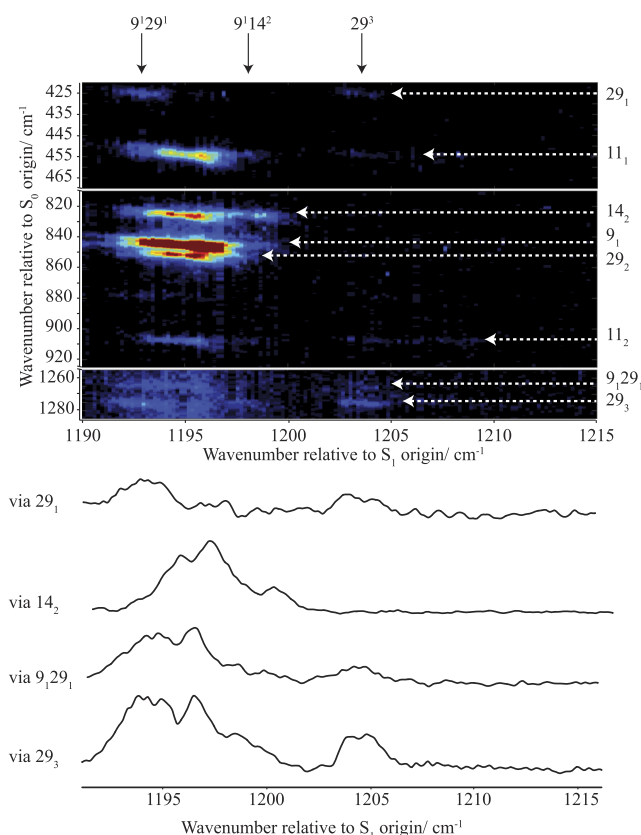 9¹29¹ 9¹14² 29³
Wavenumber relative to S₀ origin/ cm⁻¹
425
435
445
455
465
29₁
11₁
820
840
860
880
900
920
14₂
9₁
29₂
11₂
1260
1280
9₁29₁
29₃
1190 1195 1200 1205 1210 1215
Wavenumber relative to S₁ origin/ cm⁻¹
via 29₁
via 14₂
via 9₁29₁
via 29₃
1195 1200 1205 1210 1215
Wavenumber relative to S origin/ cm⁻¹